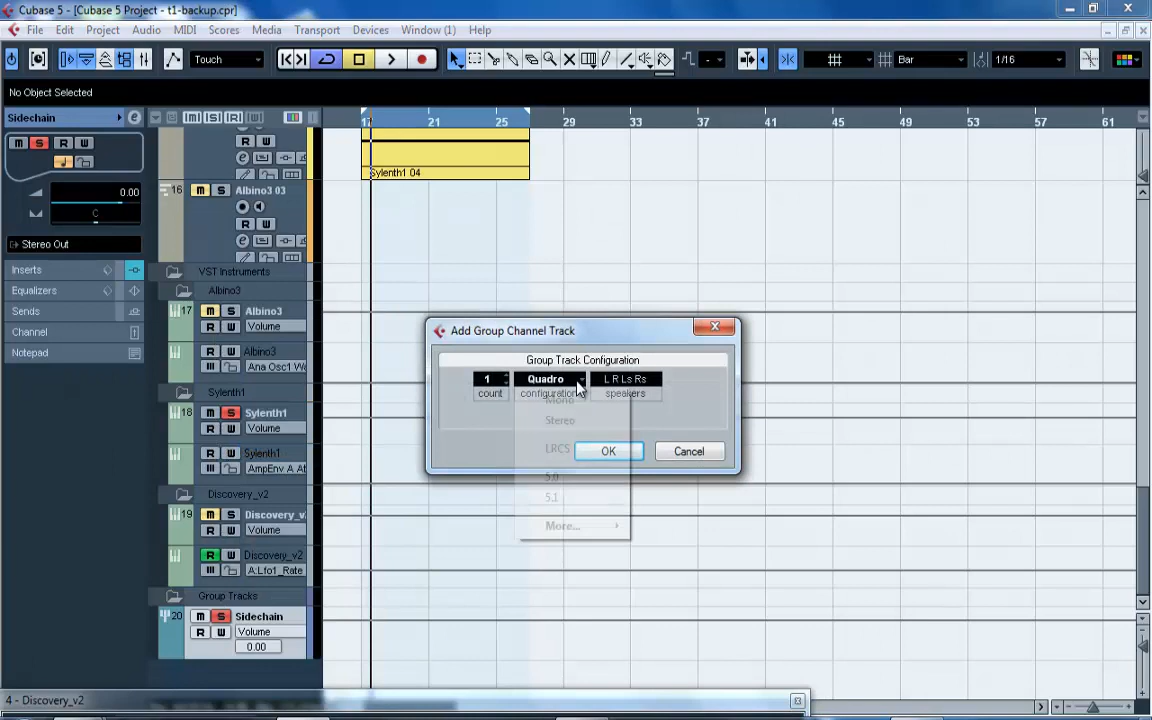 Cubase 5 - [Cubase 5 Project - t1-backup.cpr]
File Edit Project Audio MIDI Scores Media Transport Devices Window (1) Help
Touch - Bar 1/16
No Object Selected
Sidechain
[M] [S] [R] [W]
17 21 25 29 33 37 41 45 49 53 57 61
M S R W
R W
Sylenth1 04
16 M S Albino3 03
0.00
C
R W
Stereo Out
Inserts
VST Instruments
Equalizers
Albino3
Sends
17 M S Albino3
R W Volume
Channel
Notepad
R W Albino3
Ana Osc1 W
Sylenth1
18 M S Sylenth1
R W Volume
R W Sylenth1
AmpEnv A At
Discovery_v2
19 M S Discovery_v
R W Volume
R W Discovery_v2
A:Lfo1_Rate
Group Tracks
20 M S Sidechain
R W Volume
0.00
4 - Discovery_v2
Add Group Channel Track
Group Track Configuration
1 Quadro L R Ls Rs
count configuration speakers
Mono
Stereo
LRCS
5.0
5.1
More...
OK Cancel